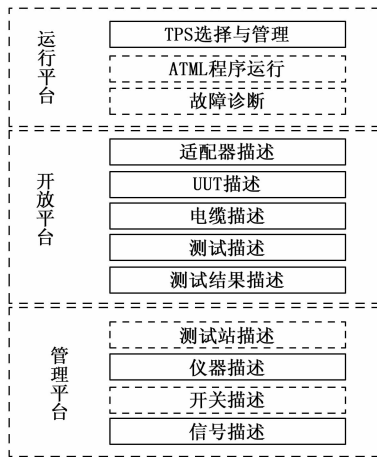 运行平台
TPS选择与管理
ATML程序运行
故障诊断
开放平台
适配器描述
UUT描述
电缆描述
测试描述
测试结果描述
管理平台
测试站描述
仪器描述
开关描述
信号描述